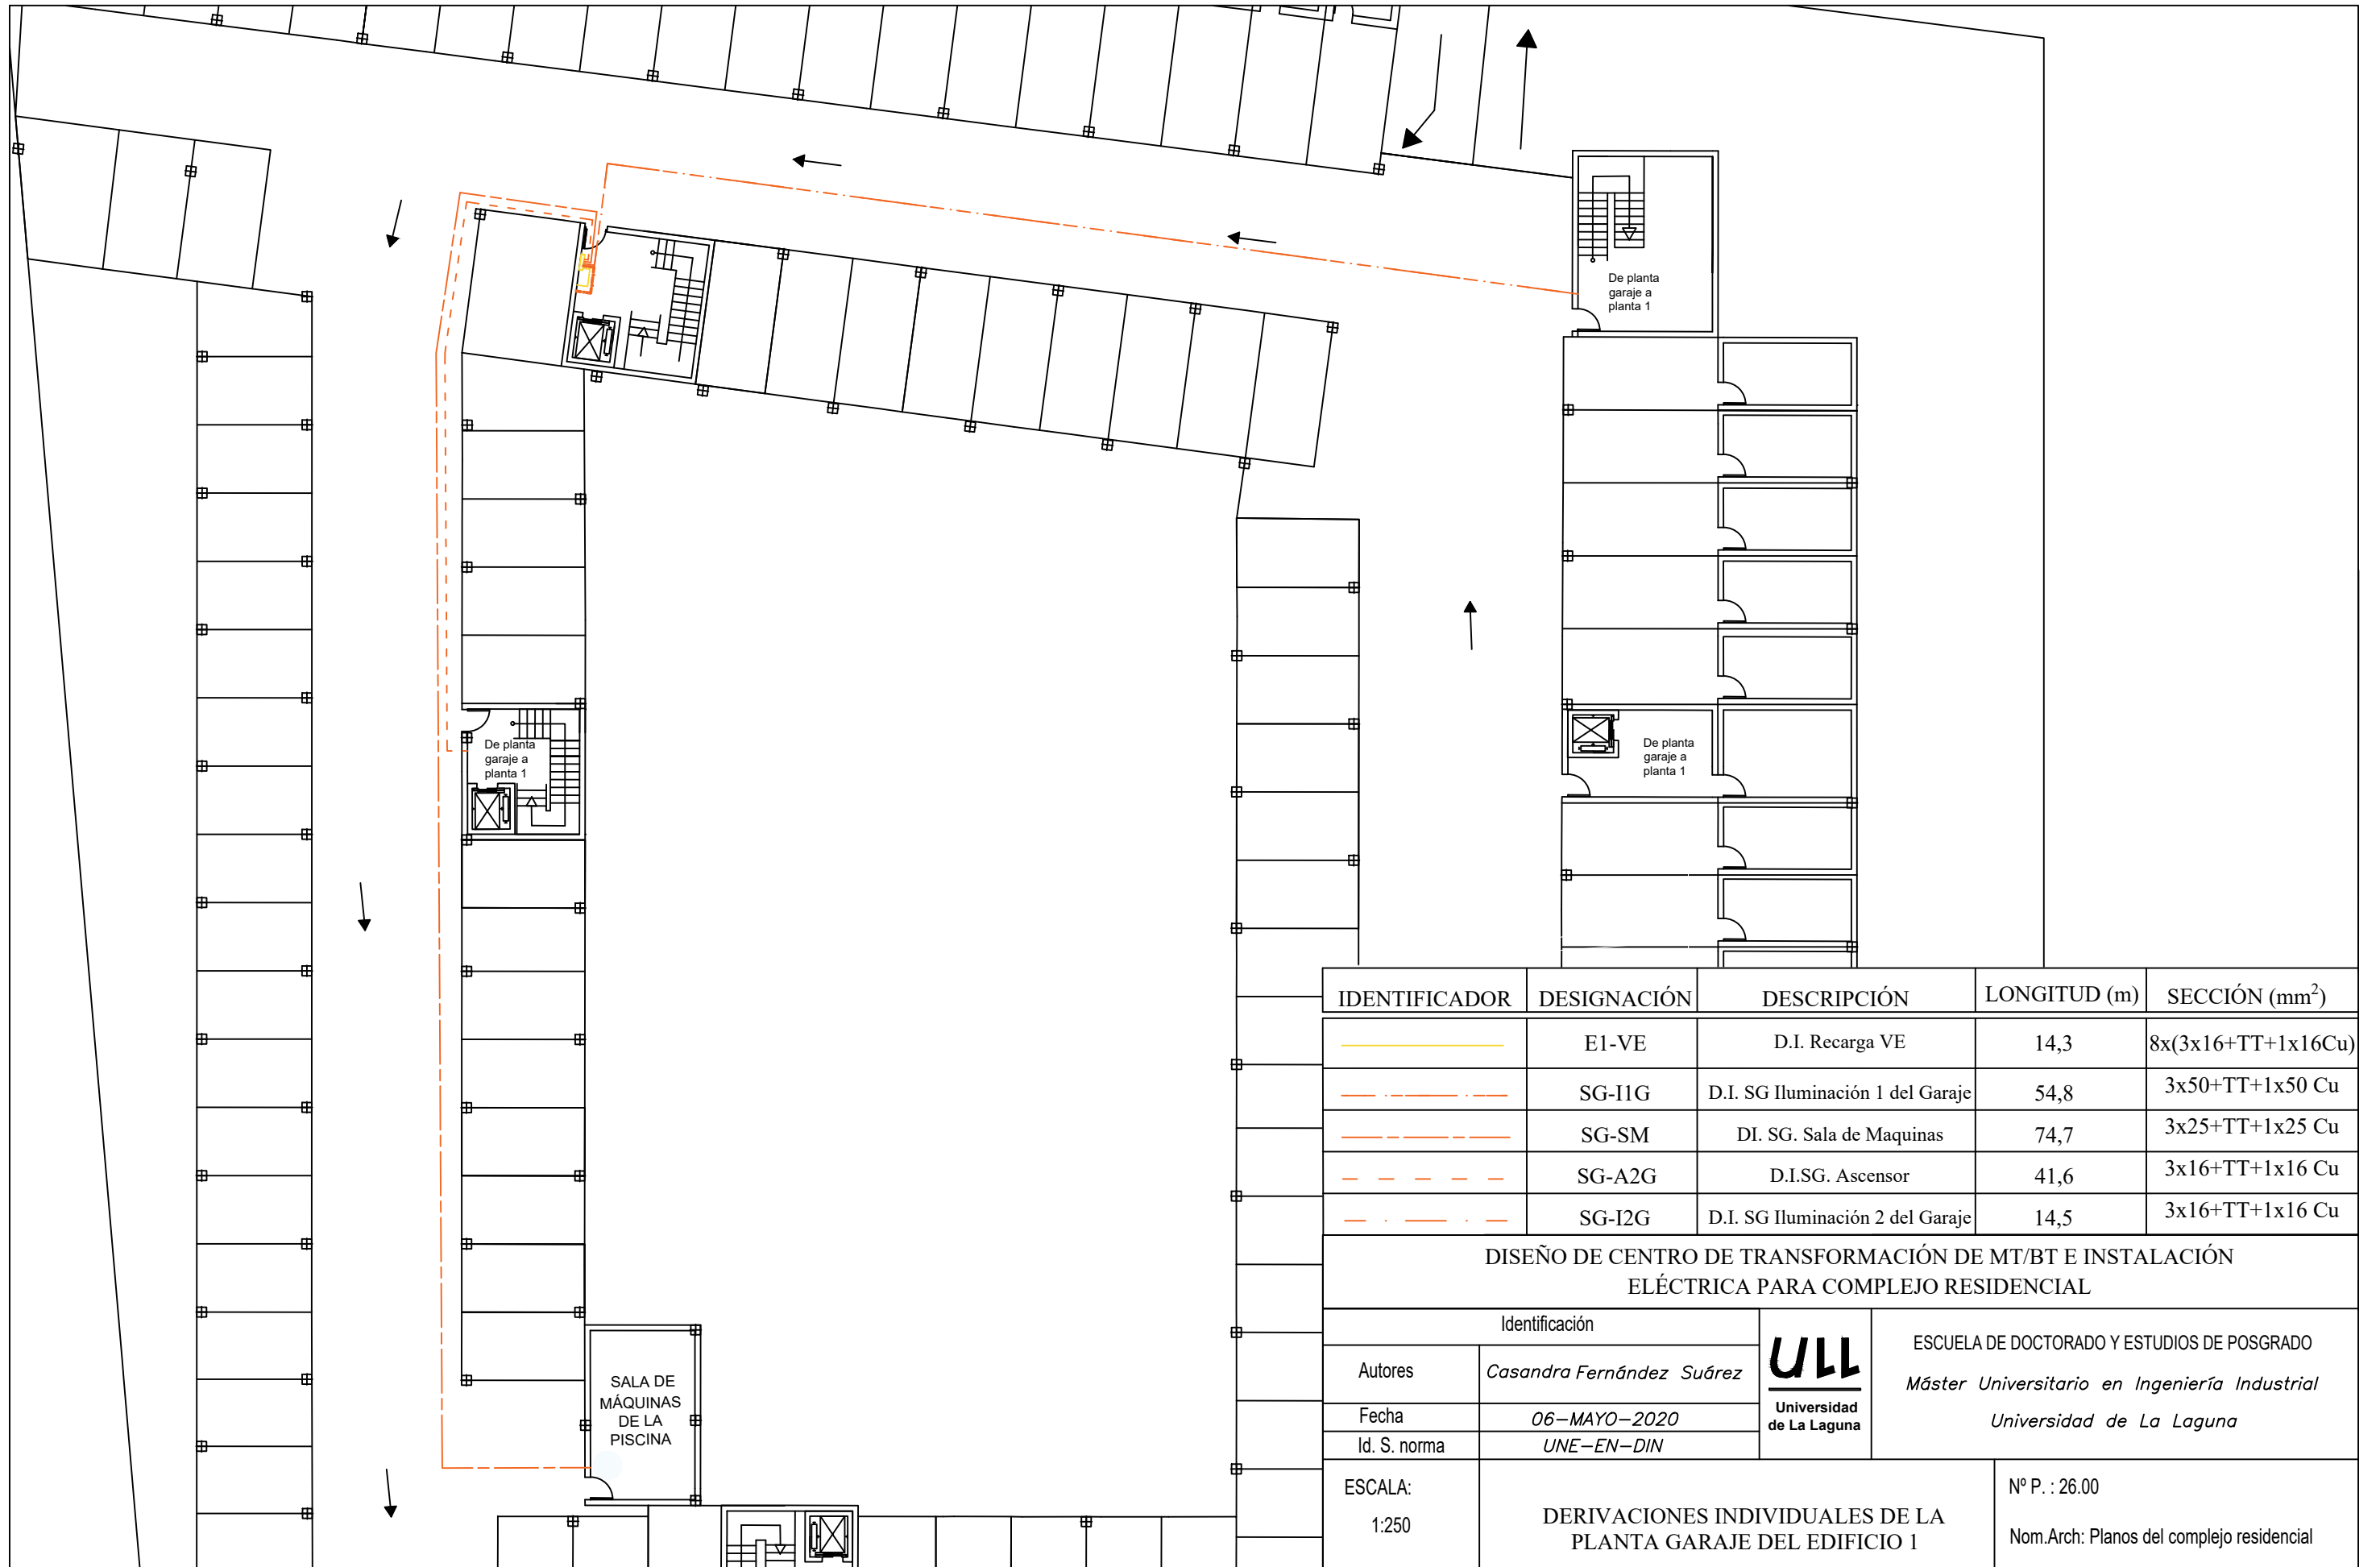 De planta
garaje a
planta 1
De planta
garaje a
planta 1
De planta
garaje a
planta 1
SALA DE
MÁQUINAS
DE LA
PISCINA
IDENTIFICADOR DESIGNACIÓN DESCRIPCIÓN LONGITUD (m) SECCIÓN (mm²)
E1-VE D.I. Recarga VE 14,3 8x(3x16+TT+1x16Cu)
SG-I1G D.I. SG Iluminación 1 del Garaje 54,8 3x50+TT+1x50 Cu
SG-SM DI. SG. Sala de Maquinas 74,7 3x25+TT+1x25 Cu
SG-A2G D.I.SG. Ascensor 41,6 3x16+TT+1x16 Cu
SG-I2G D.I. SG Iluminación 2 del Garaje 14,5 3x16+TT+1x16 Cu
DISEÑO DE CENTRO DE TRANSFORMACIÓN DE MT/BT E INSTALACIÓN
ELÉCTRICA PARA COMPLEJO RESIDENCIAL
Identificación
Autores Casandra Fernández Suárez
Fecha 06-MAYO-2020
Id. S. norma UNE-EN-DIN
ULL
Universidad
de La Laguna
ESCUELA DE DOCTORADO Y ESTUDIOS DE POSGRADO
Máster Universitario en Ingeniería Industrial
Universidad de La Laguna
ESCALA:
1:250
DERIVACIONES INDIVIDUALES DE LA
PLANTA GARAJE DEL EDIFICIO 1
Nº P. : 26.00
Nom.Arch: Planos del complejo residencial